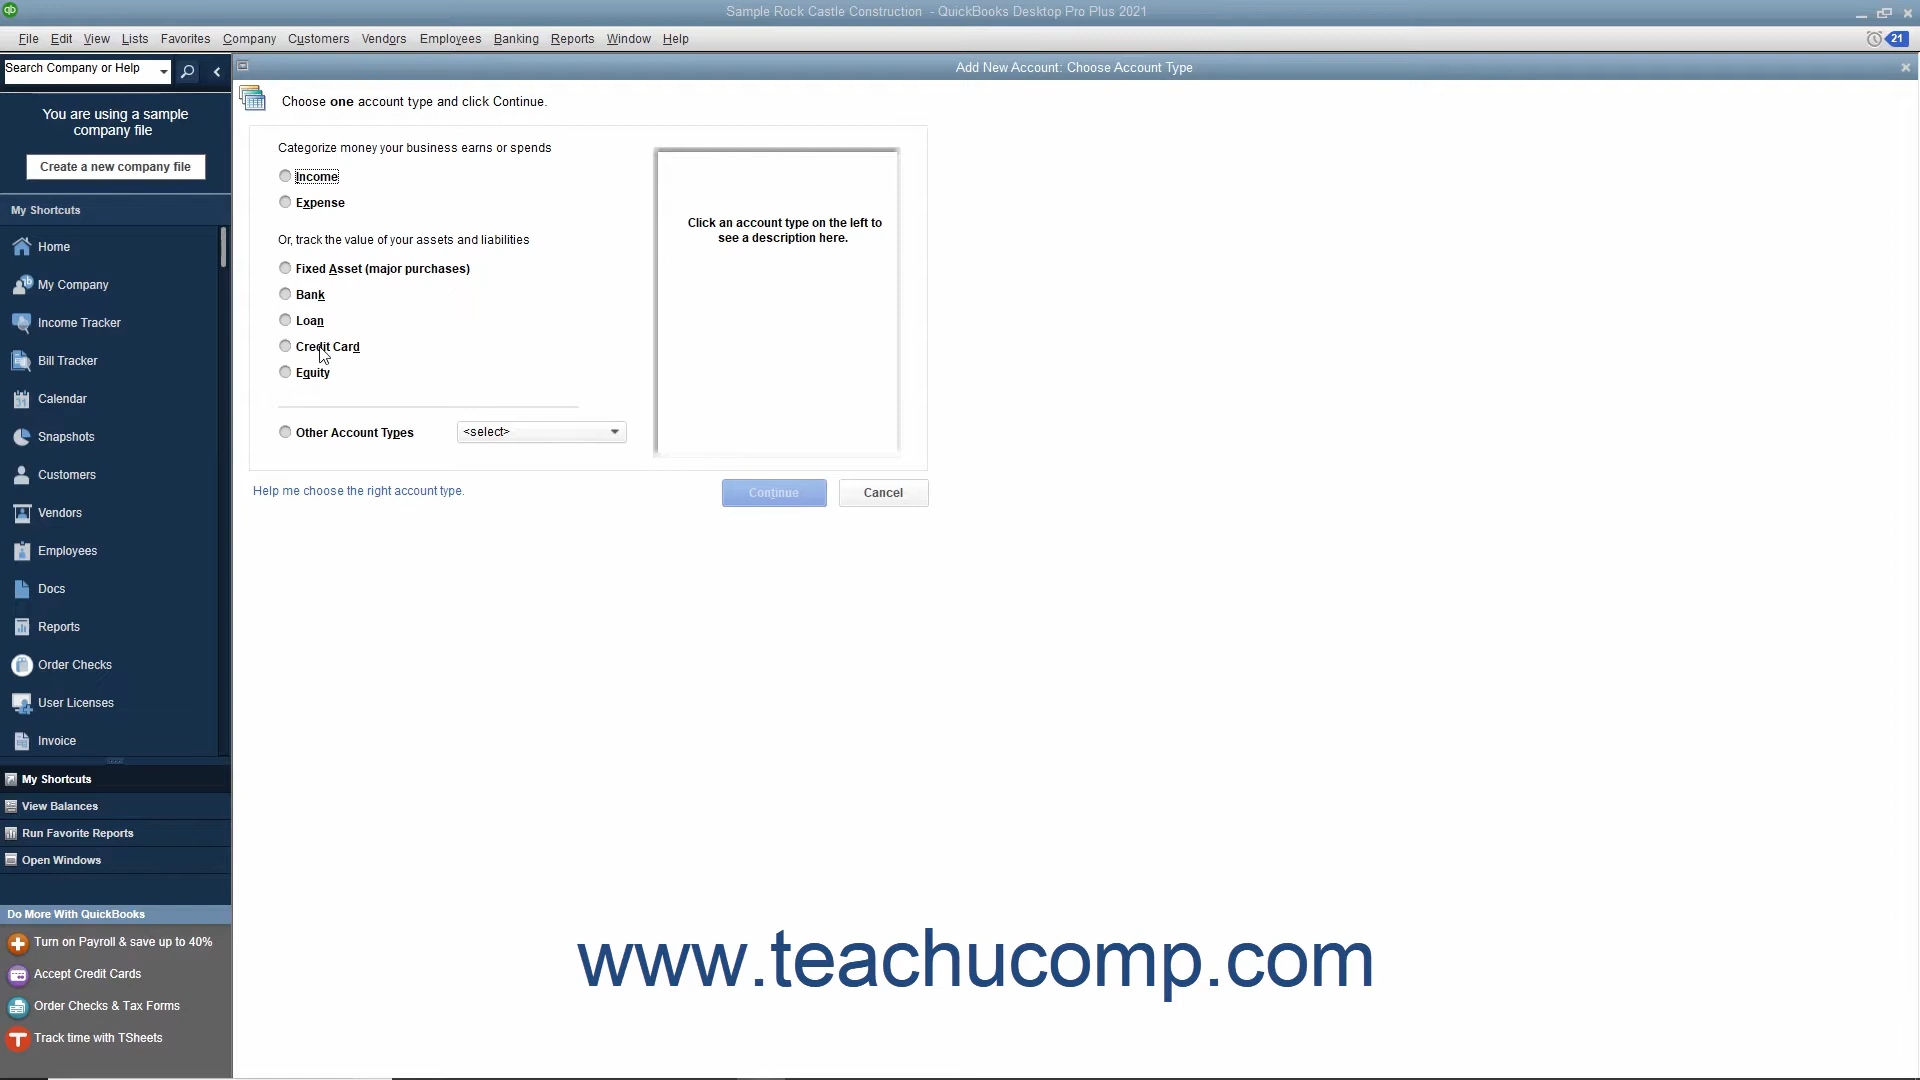 qb
Sample Rock Castle Construction - QuickBooks Desktop Pro Plus 2021
File Edit View Lists Favorites Company Customers Vendors Employees Banking Reports Window Help
21
Search Company or Help
Add New Account: Choose Account Type
You are using a sample
company file
Create a new company file
My Shortcuts
Home
My Company
Income Tracker
Bill Tracker
Calendar
Snapshots
Customers
Vendors
Employees
Docs
Reports
Order Checks
User Licenses
Invoice
My Shortcuts
View Balances
Run Favorite Reports
Open Windows
Do More With QuickBooks
Turn on Payroll & save up to 40%
Accept Credit Cards
Order Checks & Tax Forms
Track time with TSheets
Choose one account type and click Continue.
Categorize money your business earns or spends
Income
Expense
Or, track the value of your assets and liabilities
Fixed Asset (major purchases)
Bank
Loan
Credit Card
Equity
Other Account Types
<select>
Click an account type on the left to
see a description here.
Help me choose the right account type.
Continue
Cancel
www.teachucomp.com